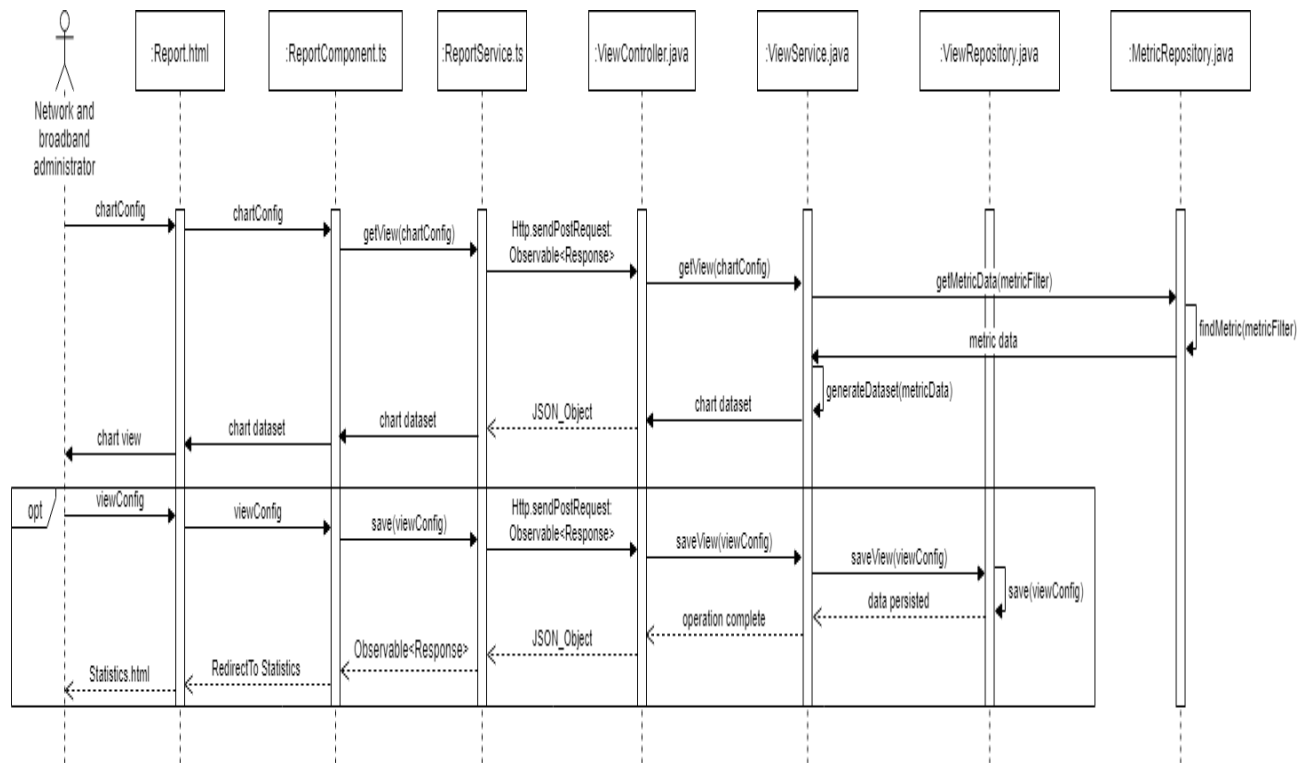 :Report.html
:ReportComponent.ts
:ReportService.ts
:ViewController.java
:ViewService.java
:ViewRepository.java
:MetricRepository.java
Network and
broadband
administrator
chartConfig
chartConfig
getView(chartConfig)
Http.sendPostRequest:
Observable<Response>
getView(chartConfig)
getMetricData(metricFilter)
findMetric(metricFilter)
metric data
generateDataset(metricData)
chart dataset
JSON_Object
chart dataset
chart dataset
chart view
opt
viewConfig
viewConfig
save(viewConfig)
Http.sendPostRequest:
Observable<Response>
saveView(viewConfig)
saveView(viewConfig)
save(viewConfig)
data persisted
operation complete
JSON_Object
Observable<Response>
RedirectTo Statistics
Statistics.html